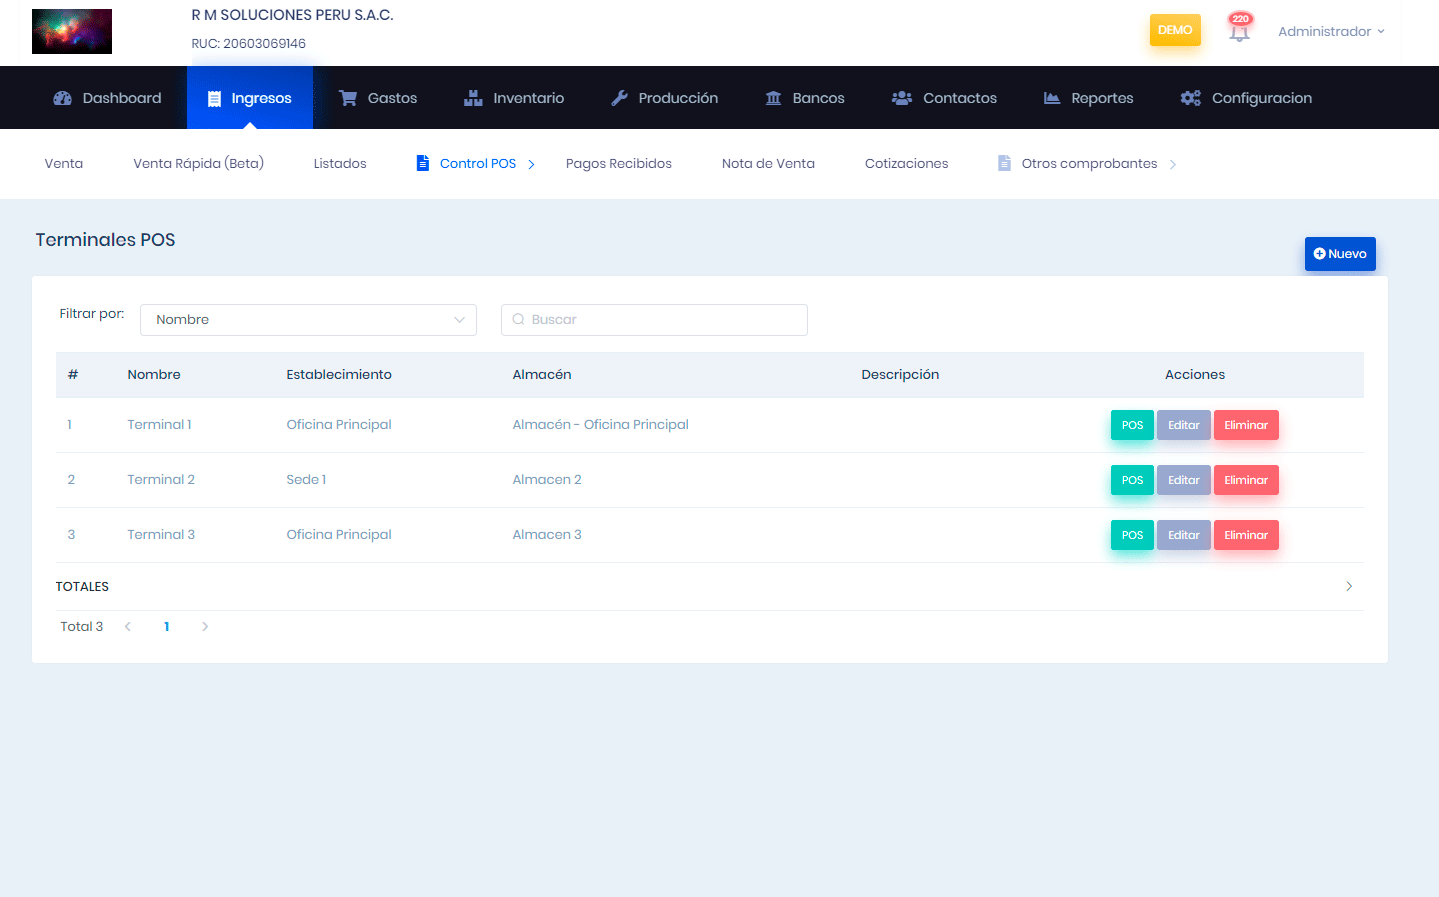 R M SOLUCIONES PERU S.A.C.
RUC: 20603069146
DEMO
220
Administrador
Dashboard
Ingresos
Gastos
Inventario
Producción
Bancos
Contactos
Reportes
Configuracion
Venta
Venta Rápida (Beta)
Listados
Control POS
Pagos Recibidos
Nota de Venta
Cotizaciones
Otros comprobantes
Terminales POS
Nuevo
Filtrar por: Nombre Buscar
# Nombre Establecimiento Almacén Descripción Acciones
1 Terminal 1 Oficina Principal Almacén - Oficina Principal POS Editar Eliminar
2 Terminal 2 Sede 1 Almacen 2 POS Editar Eliminar
3 Terminal 3 Oficina Principal Almacen 3 POS Editar Eliminar
TOTALES
Total 3 1